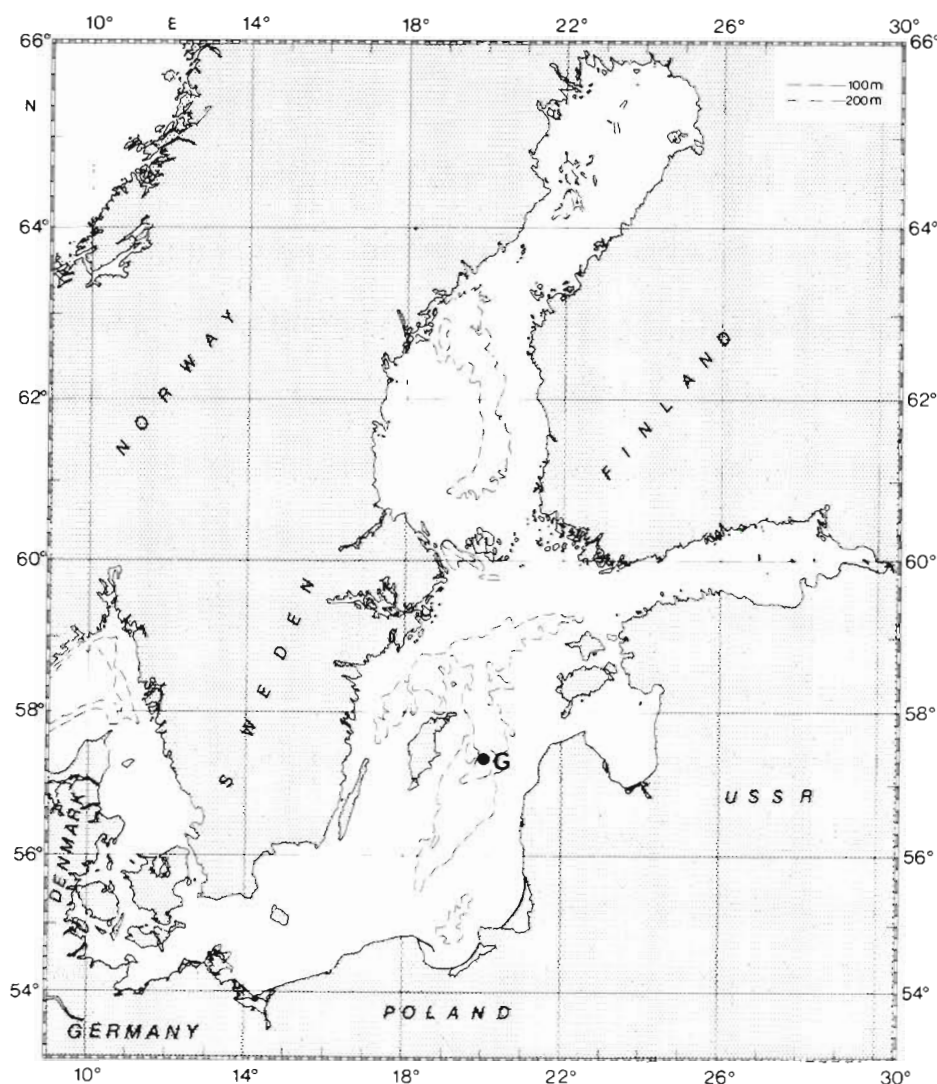 10° E 14° 18° 22° 26° 30°
66° 66°
N
100m
200m
64° 64°
NORWAY
62° 62°
FINLAND
60° 60°
SWEDEN
58° 58°
G
USSR
DENMARK
56° 56°
54° 54°
POLAND
GERMANY
10° 14° 18° 22° 26° 30°